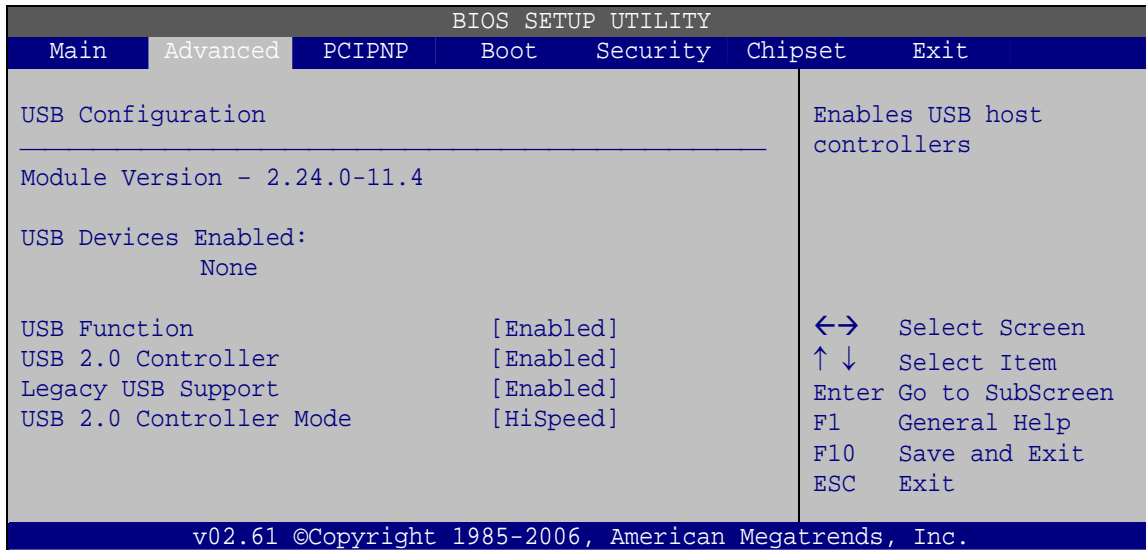 BIOS SETUP UTILITY
Main Advanced PCIPNP Boot Security Chipset Exit
USB Configuration
Module Version – 2.24.0-11.4
USB Devices Enabled:
None
USB Function [Enabled]
USB 2.0 Controller [Enabled]
Legacy USB Support [Enabled]
USB 2.0 Controller Mode [HiSpeed]
Enables USB host
controllers
←→ Select Screen
↑ ↓ Select Item
Enter Go to SubScreen
F1 General Help
F10 Save and Exit
ESC Exit
v02.61 ©Copyright 1985-2006, American Megatrends, Inc.